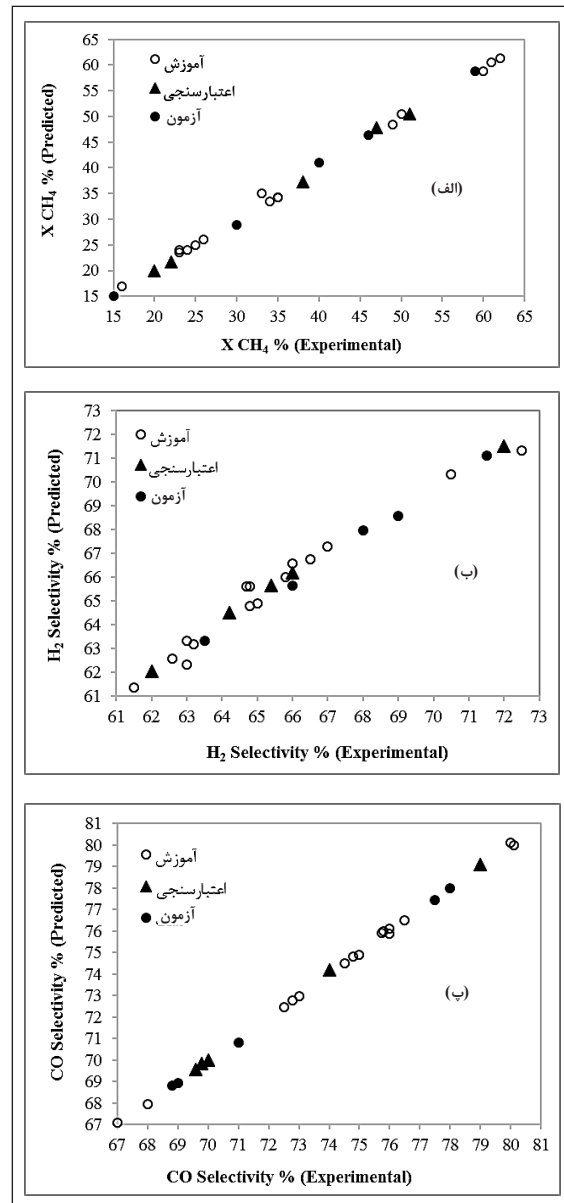 65
60
55
50
45
40
35
30
25
20
15
X CH₄ % (Predicted)
آموزش
اعتبارسنجی
آزمون
(الف)
15 20 25 30 35 40 45 50 55 60 65
X CH₄ % (Experimental)
73
72
71
70
69
68
67
66
65
64
63
62
61
H₂ Selectivity % (Predicted)
آموزش
اعتبارسنجی
آزمون
(ب)
61 62 63 64 65 66 67 68 69 70 71 72 73
H₂ Selectivity % (Experimental)
81
80
79
78
77
76
75
74
73
72
71
70
69
68
67
CO Selectivity % (Predicted)
آموزش
اعتبارسنجی
آزمون
(پ)
67 68 69 70 71 72 73 74 75 76 77 78 79 80 81
CO Selectivity % (Experimental)